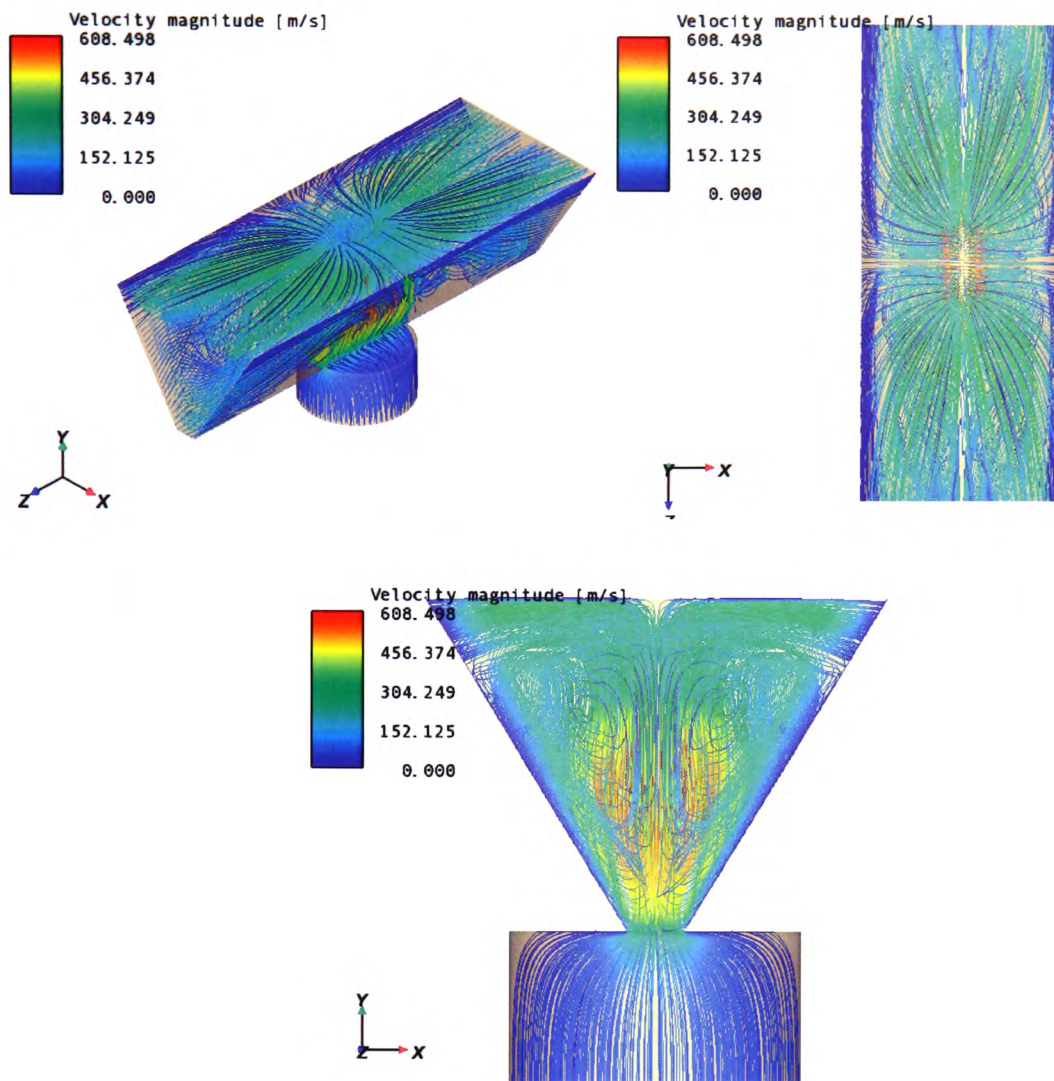 Velocity magnitude [m/s]
608.498
456.374
304.249
152.125
0.000
Y
Z
X
Velocity magnitude [m/s]
608.498
456.374
304.249
152.125
0.000
Y
X
Velocity magnitude [m/s]
608.498
456.374
304.249
152.125
0.000
Y
Z
X